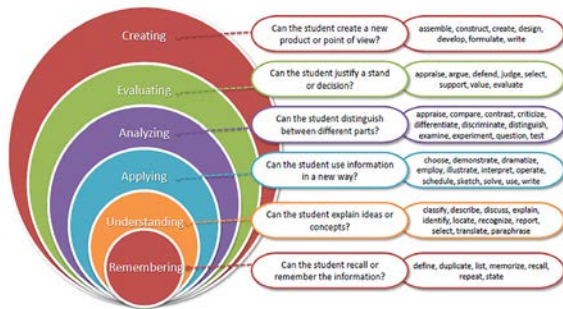 Creating
Can the student create a new
product or point of view?
assemble, construct, create, design,
develop, formulate, write
Evaluating
Can the student justify a stand
or decision?
appraise, argue, defend, judge, select,
support, value, evaluate
Analyzing
Can the student distinguish
between different parts?
appraise, compare, contrast, criticize,
differentiate, discriminate, distinguish,
examine, experiment, question, test
Applying
Can the student use information
in a new way?
choose, demonstrate, dramatize,
employ, illustrate, interpret, operate,
schedule, sketch, solve, use, write
Understanding
Can the student explain ideas or
concepts?
classify, describe, discuss, explain,
identify, locate, recognize, report,
select, translate, paraphrase
Remembering
Can the student recall or
remember the information?
define, duplicate, list, memorize, recall,
repeat, state